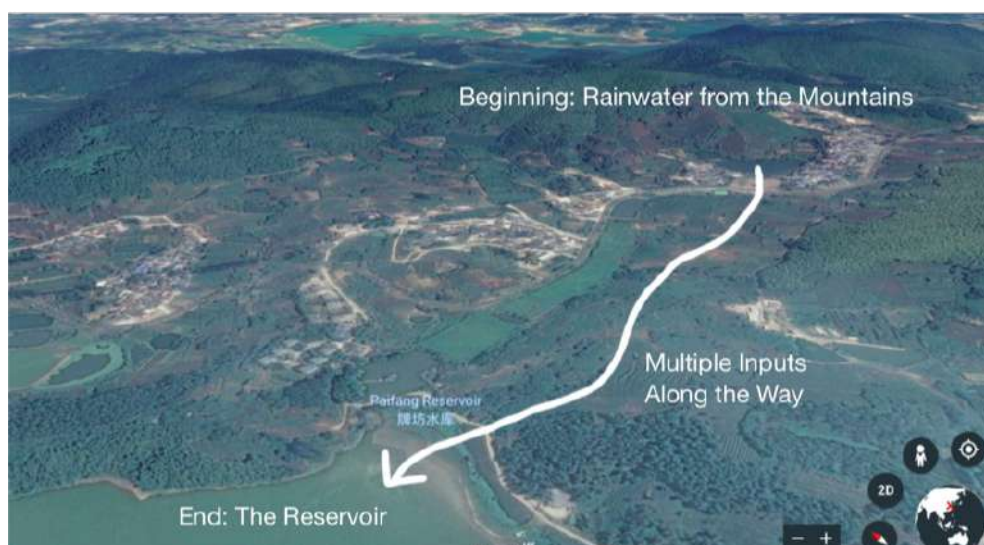 Beginning: Rainwater from the Mountains
Multiple Inputs
Along the Way
Paifang Reservoir
牌坊水库
End: The Reservoir
2D
− +